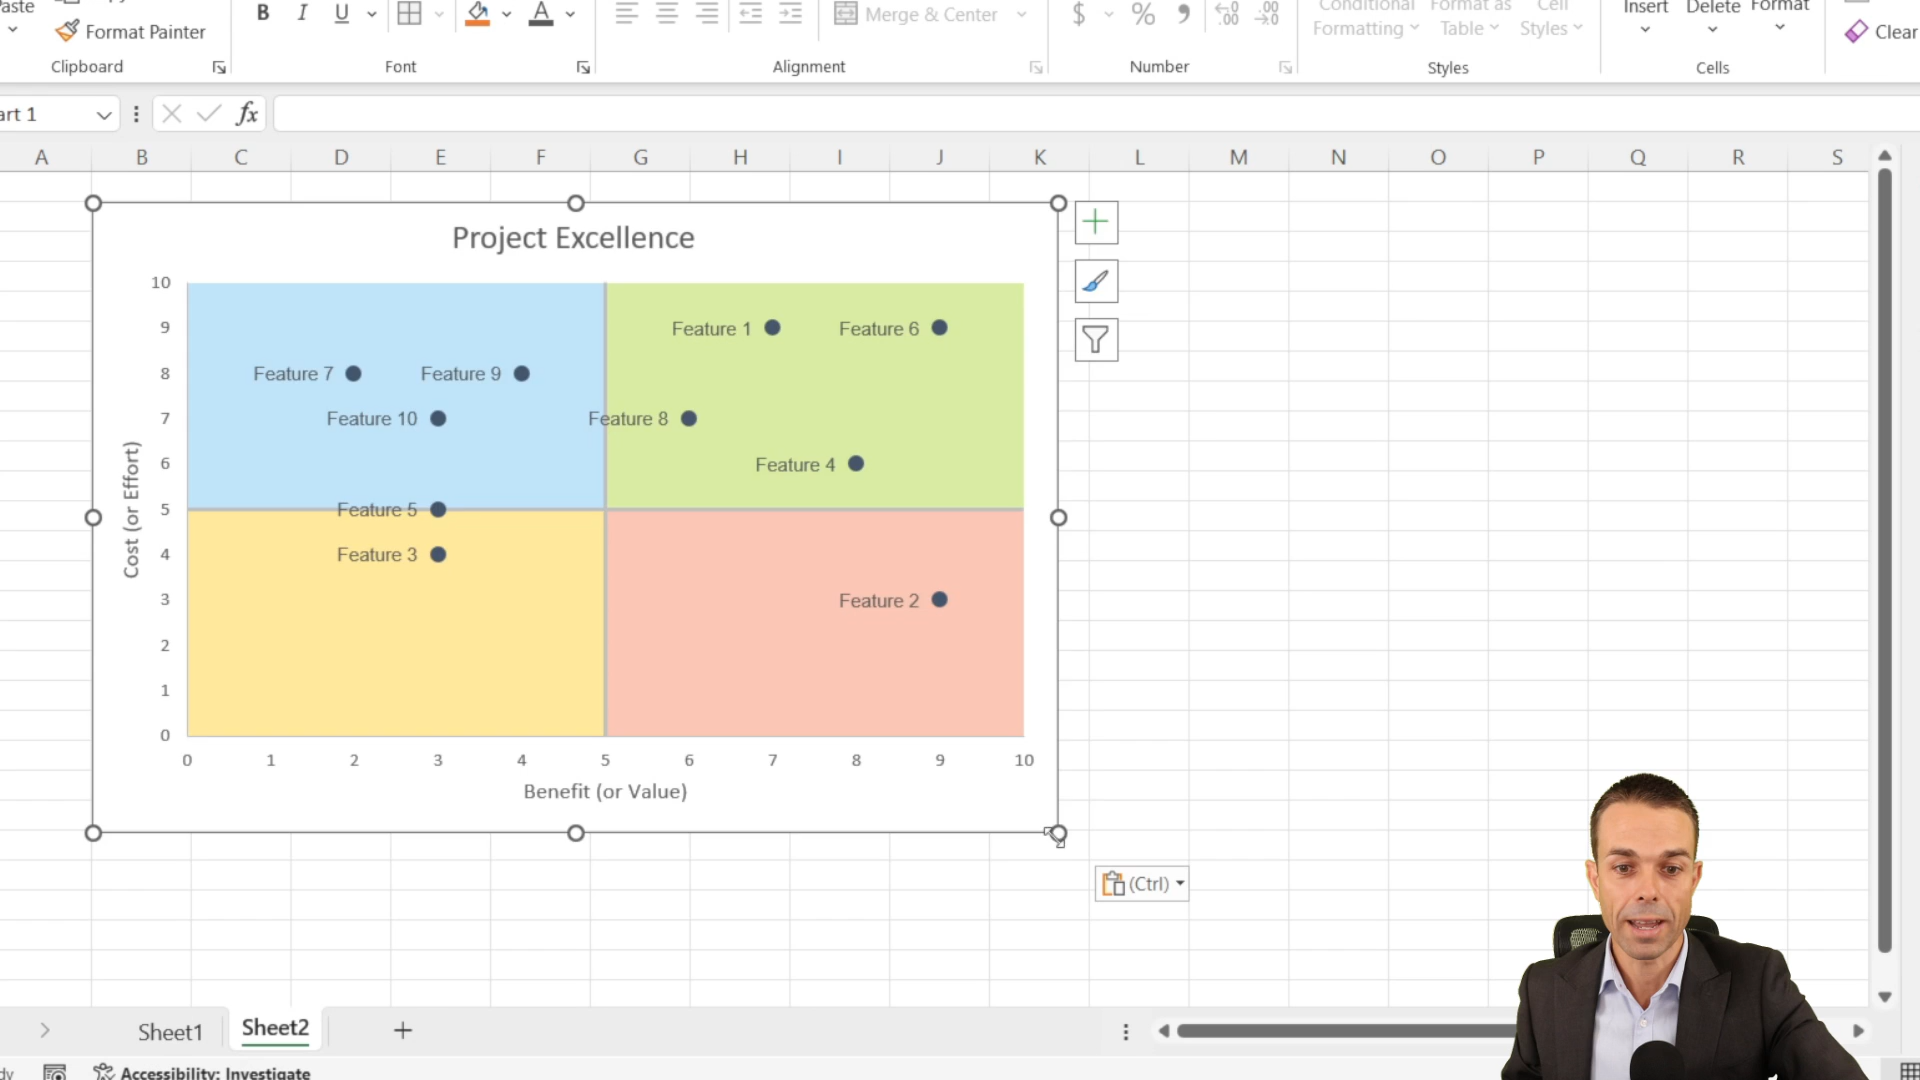 B I U A Merge & Center $ % Conditional Format as Cell Insert Delete Format
Format Painter Formatting Table Styles Clear
Clipboard Font Alignment Number Styles Cells
art 1 fx
A B C D E F G H I J K L M N O P Q R S
Project Excellence
10
9 Feature 1 Feature 6
8 Feature 7 Feature 9
7 Feature 10 Feature 8
6 Feature 4
5 Feature 5
4 Feature 3
3 Feature 2
2
1
0
Cost (or Effort)
0 1 2 3 4 5 6 7 8 9 10
Benefit (or Value)
(Ctrl)
Sheet1 Sheet2
Accessibility: Investigate